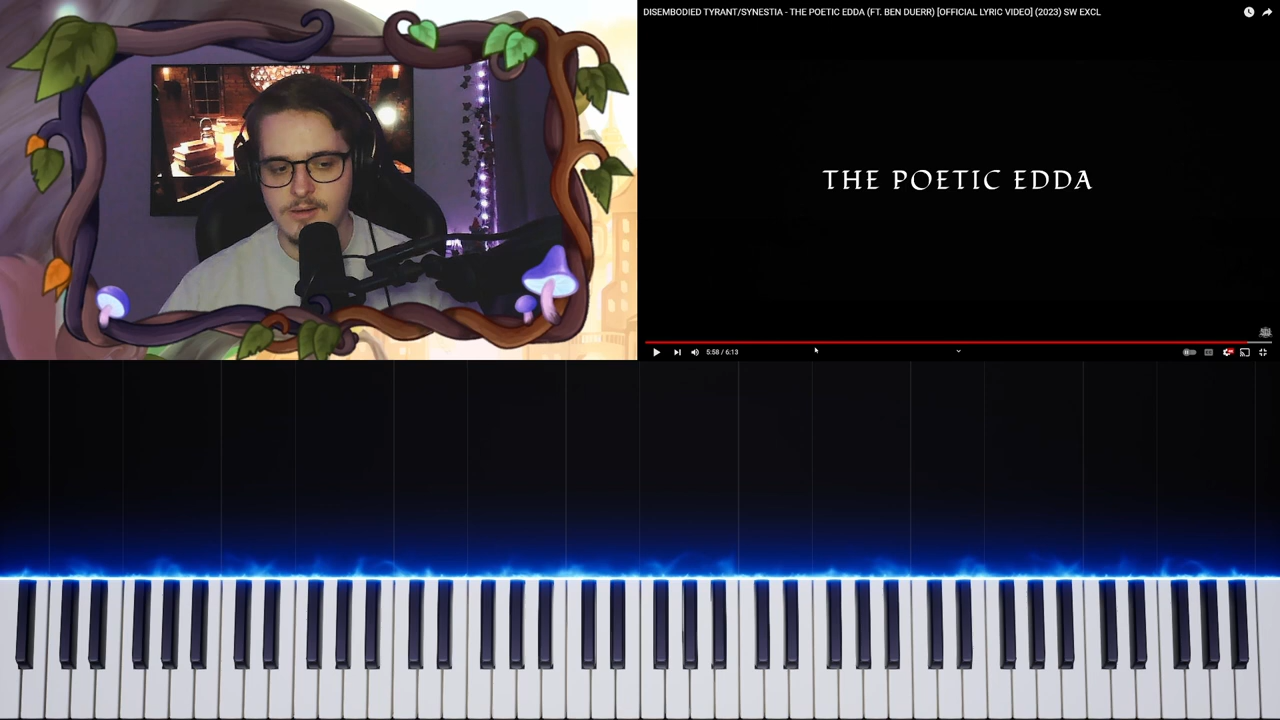 DISEMBODIED TYRANT/SYNESTIA - THE POETIC EDDA (FT. BEN DUERR) [OFFICIAL LYRIC VIDEO] (2023) SW EXCL
THE POETIC EDDA
5:58 / 6:13